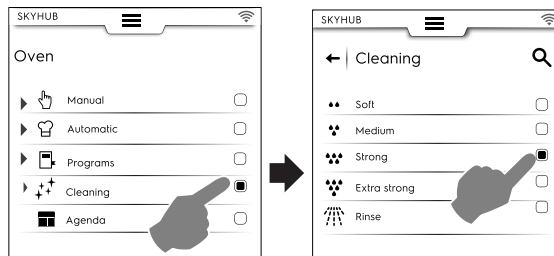 SKYHUB
Oven
Manual
Automatic
Programs
Cleaning
Agenda
SKYHUB
Cleaning
Soft
Medium
Strong
Extra strong
Rinse